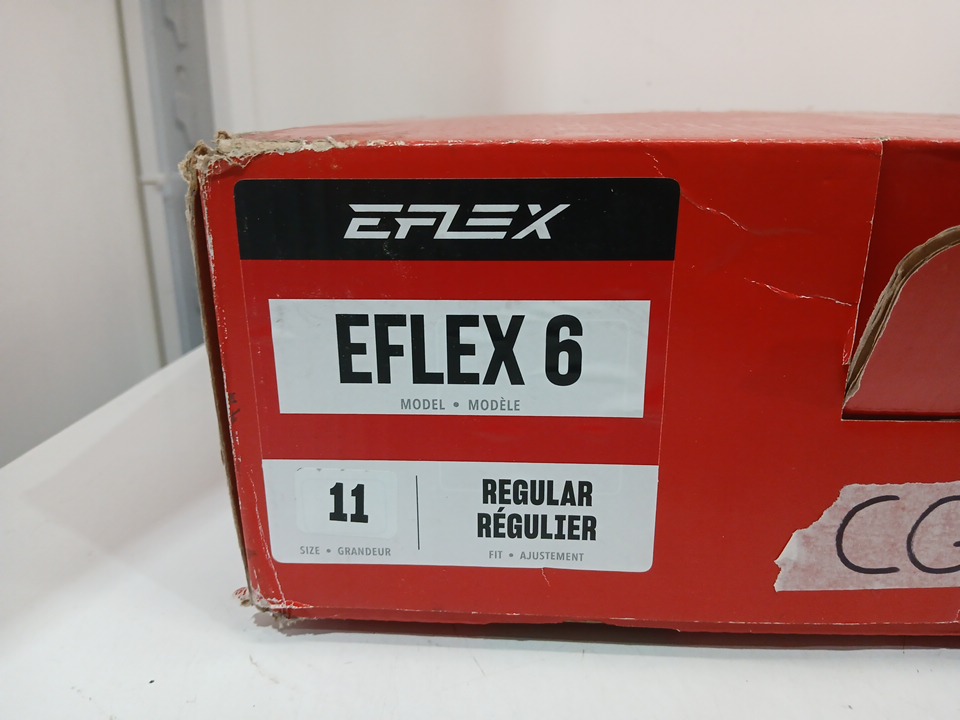 EFLEX
EFLEX 6
MODEL • MODÈLE
11
SIZE • GRANDEUR
REGULAR
RÉGULIER
FIT • AJUSTEMENT